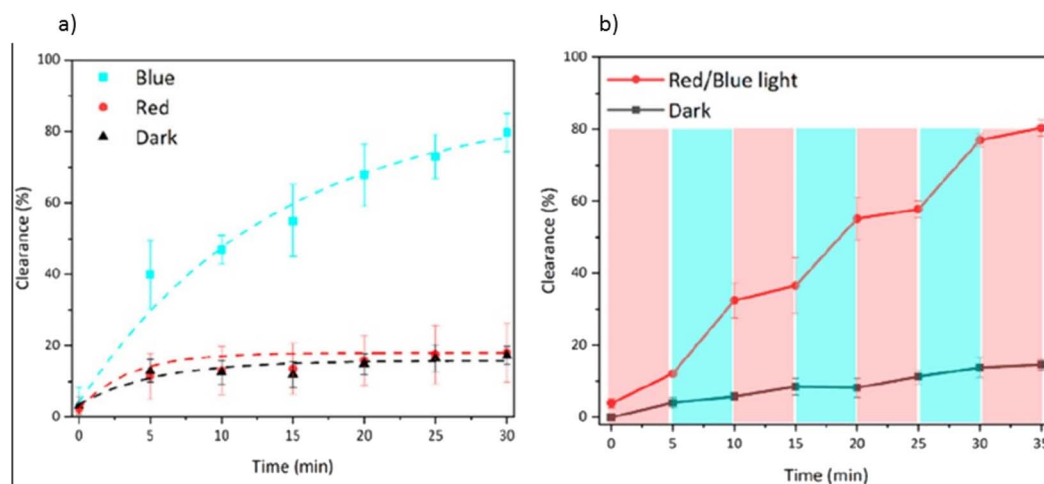 a)
b)
100
80
60
40
20
0
Clearance (%)
Blue
Red
Dark
0 5 10 15 20 25 30
Time (min)
100
80
60
40
20
0
Clearance (%)
Red/Blue light
Dark
0 5 10 15 20 25 30 35
Time (min)